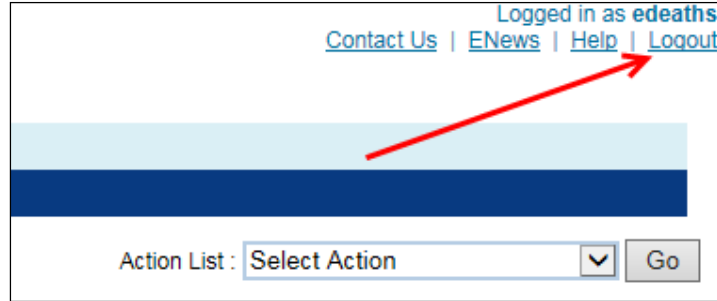 Logged in as edeaths
Contact Us | ENews | Help | Logout
Action List : Select Action Go